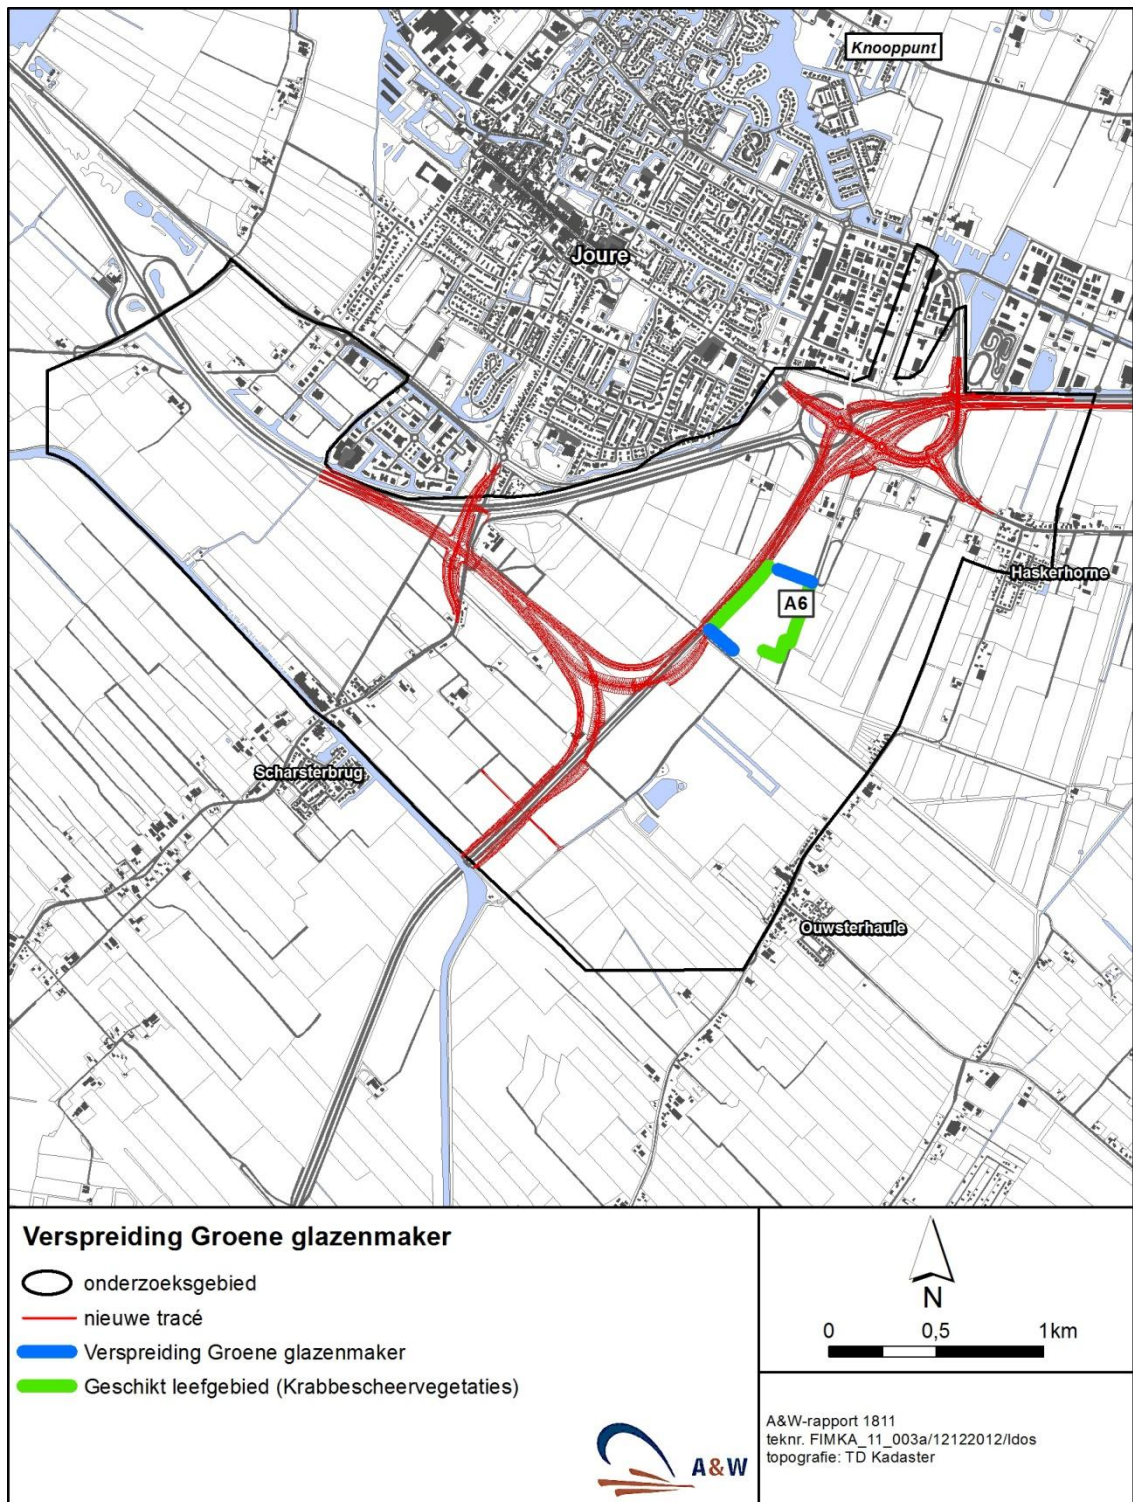 Knooppunt
Joure
Haskerhorne
A6
Scharsterbrug
Ouwsterhaule
Verspreiding Groene glazenmaker
onderzoeksgebied
nieuwe tracé
Verspreiding Groene glazenmaker
Geschikt leefgebied (Krabbescheervegetaties)
A&W
N
0 0,5 1km
A&W-rapport 1811
teknr. FIMKA_11_003a/12122012/ldos
topografie: TD Kadaster